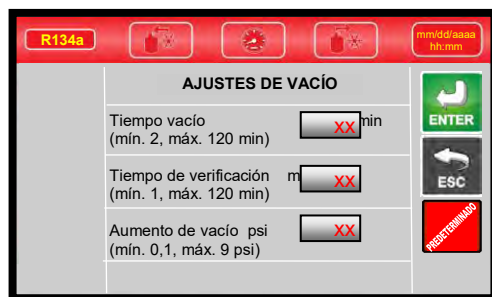 R134a
mm/dd/aaaa
hh:mm
AJUSTES DE VACÍO
Tiempo vacío XX min
(mín. 2, máx. 120 min)
ENTER
Tiempo de verificación m XX
(mín. 1, máx. 120 min)
ESC
Aumento de vacío psi XX
(mín. 0,1, máx. 9 psi)
PREDETERMINADO